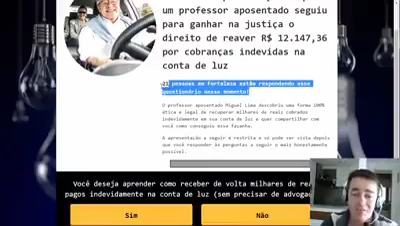 um professor aposentado seguiu
para ganhar na justiça o
direito de reaver R$ 12.147,36
por cobranças indevidas na
conta de luz
21 pessoas em Fortaleza estão respondendo esse
questionário nesse momento!
O professor aposentado Miguel Lima descobriu uma forma 100%
ética e legal de recuperar milhares de reais cobrados
indevidamente em sua conta de luz e quer compartilhar com
você como conseguiu essa façanha.
A apresentação a seguir e restrita e só pode ser vista depois
que você responder às perguntas a seguir o mais honestamente
possível.
Você deseja aprender como receber de volta milhares de rea
pagos indevidamente na conta de luz (sem precisar de advoga
Sim
Não